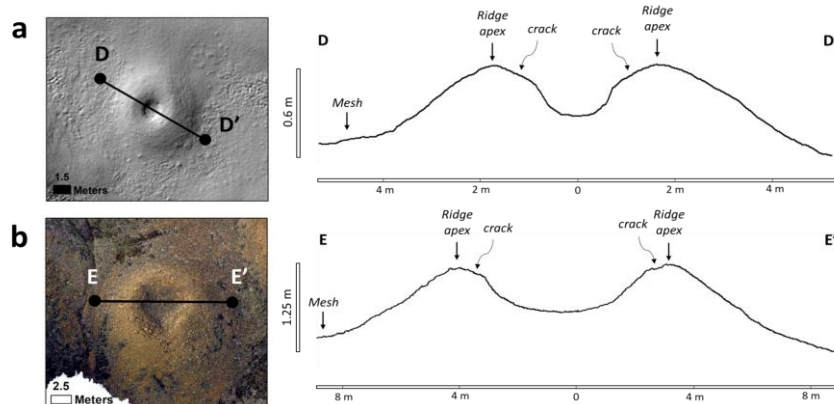 a
D
D'
1.5
Meters
D
Ridge
apex
crack
crack
Ridge
apex
D
Mesh
0.6 m
4 m 2 m 0 2 m 4 m
b
E
E'
2.5
Meters
E
Ridge
apex
crack
crack
Ridge
apex
E'
Mesh
1.25 m
8 m 4 m 0 4 m 8 m